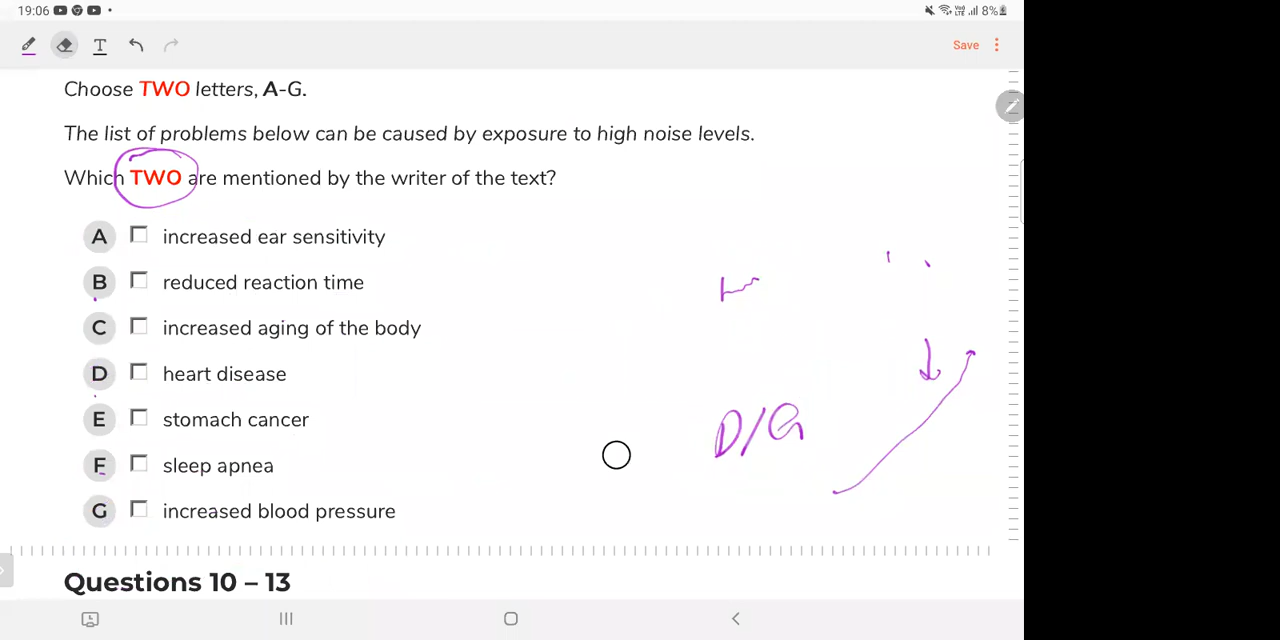 19:06
8%
Save
Choose TWO letters, A-G.
The list of problems below can be caused by exposure to high noise levels.
Which TWO are mentioned by the writer of the text?
A increased ear sensitivity
B reduced reaction time
C increased aging of the body
D heart disease
E stomach cancer
F sleep apnea
G increased blood pressure
D/G
Questions 10 – 13